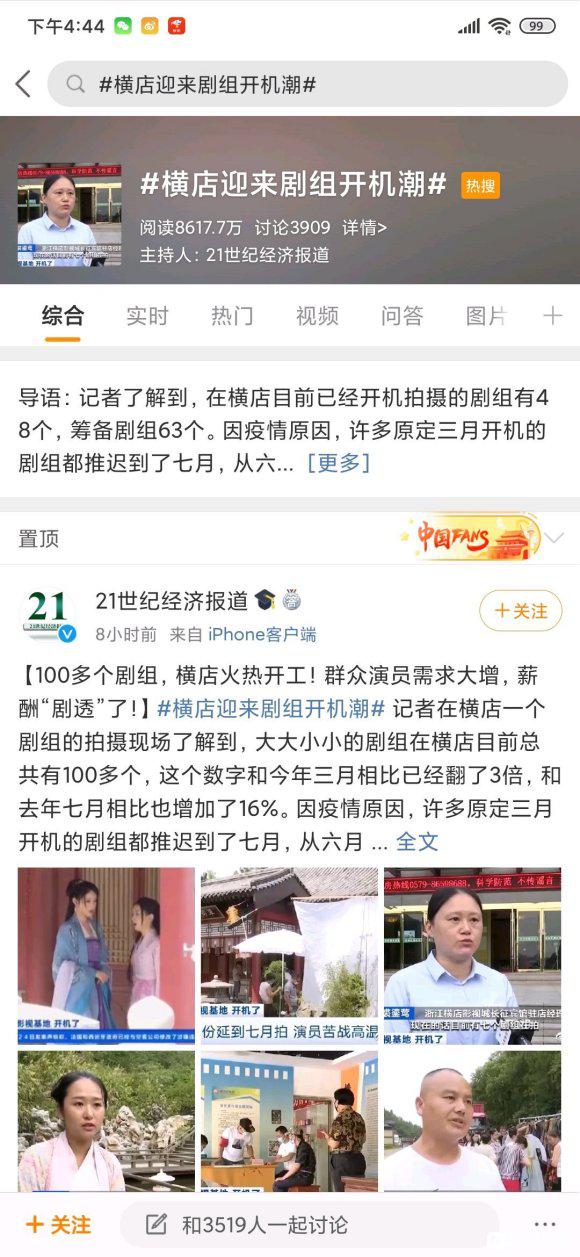 下午4:44
99
#横店迎来剧组开机潮#
#横店迎来剧组开机潮# 热搜
阅读8617.7万 讨论3909 详情>
主持人：21世纪经济报道
综合 实时 热门 视频 问答 图片
导语：记者了解到，在横店目前已经开机拍摄的剧组有4
8个，筹备剧组63个。因疫情原因，许多原定三月开机的
剧组都推迟到了七月，从六... [更多]
置顶
中国FANS
21
21世纪经济报道
+关注
8小时前 来自 iPhone客户端
【100多个剧组，横店火热开工！群众演员需求大增，薪
酬“剧透”了!】#横店迎来剧组开机潮# 记者在横店一个
剧组的拍摄现场了解到，大大小小的剧组在横店目前总
共有100多个，这个数字和今年三月相比已经翻了3倍，和
去年七月相比也增加了16%。因疫情原因，许多原定三月
开机的剧组都推迟到了七月，从六月 ... 全文
影视基地 开机了
视基地 开机了
份延到七月拍 演员苦战高温
房热线0579-86598688，科学防范 不传谣言
浙江横店影视城长征宾馆驻店经理
现在的话目前有七个剧组在拍
视基地 开机了
+关注
和3519人一起讨论